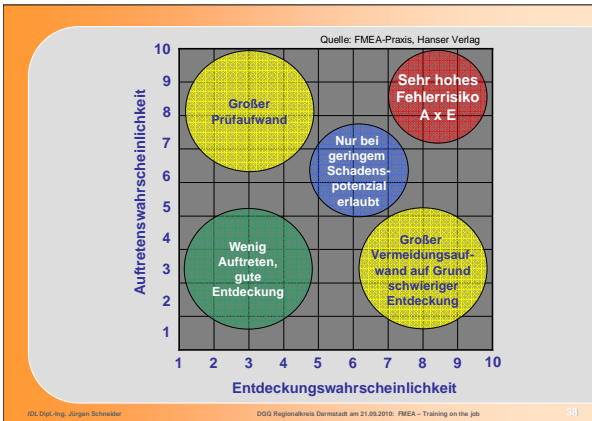 Quelle: FMEA-Praxis, Hanser Verlag
Auftretenswahrscheinlichkeit
10
9
8
7
6
5
4
3
2
1
Großer
Prüfaufwand
Sehr hohes
Fehlerrisiko
A x E
Nur bei
geringem
Schadens-
potenzial
erlaubt
Wenig
Auftreten,
gute
Entdeckung
Großer
Vermeidungsauf-
wand auf Grund
schwieriger
Entdeckung
1 2 3 4 5 6 7 8 9 10
Entdeckungswahrscheinlichkeit
IDL Dipl.-Ing. Jürgen Schneider
DGQ Regionalkreis Darmstadt am 21.09.2010: FMEA – Training on the job
38